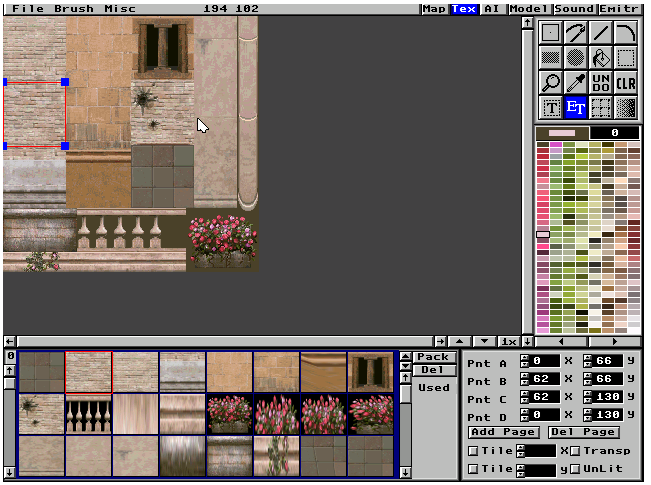 File Brush Misc 194 102 Map Tex AI Model Sound Emitr
UN DO CLR
T ET
0
1x
0 Pack
Del
Used
Pnt A 0 X 66 y
Pnt B 62 X 66 y
Pnt C 62 X 130 y
Pnt D 0 X 130 y
Add Page Del Page
Tile X Transp
Tile y UnLit